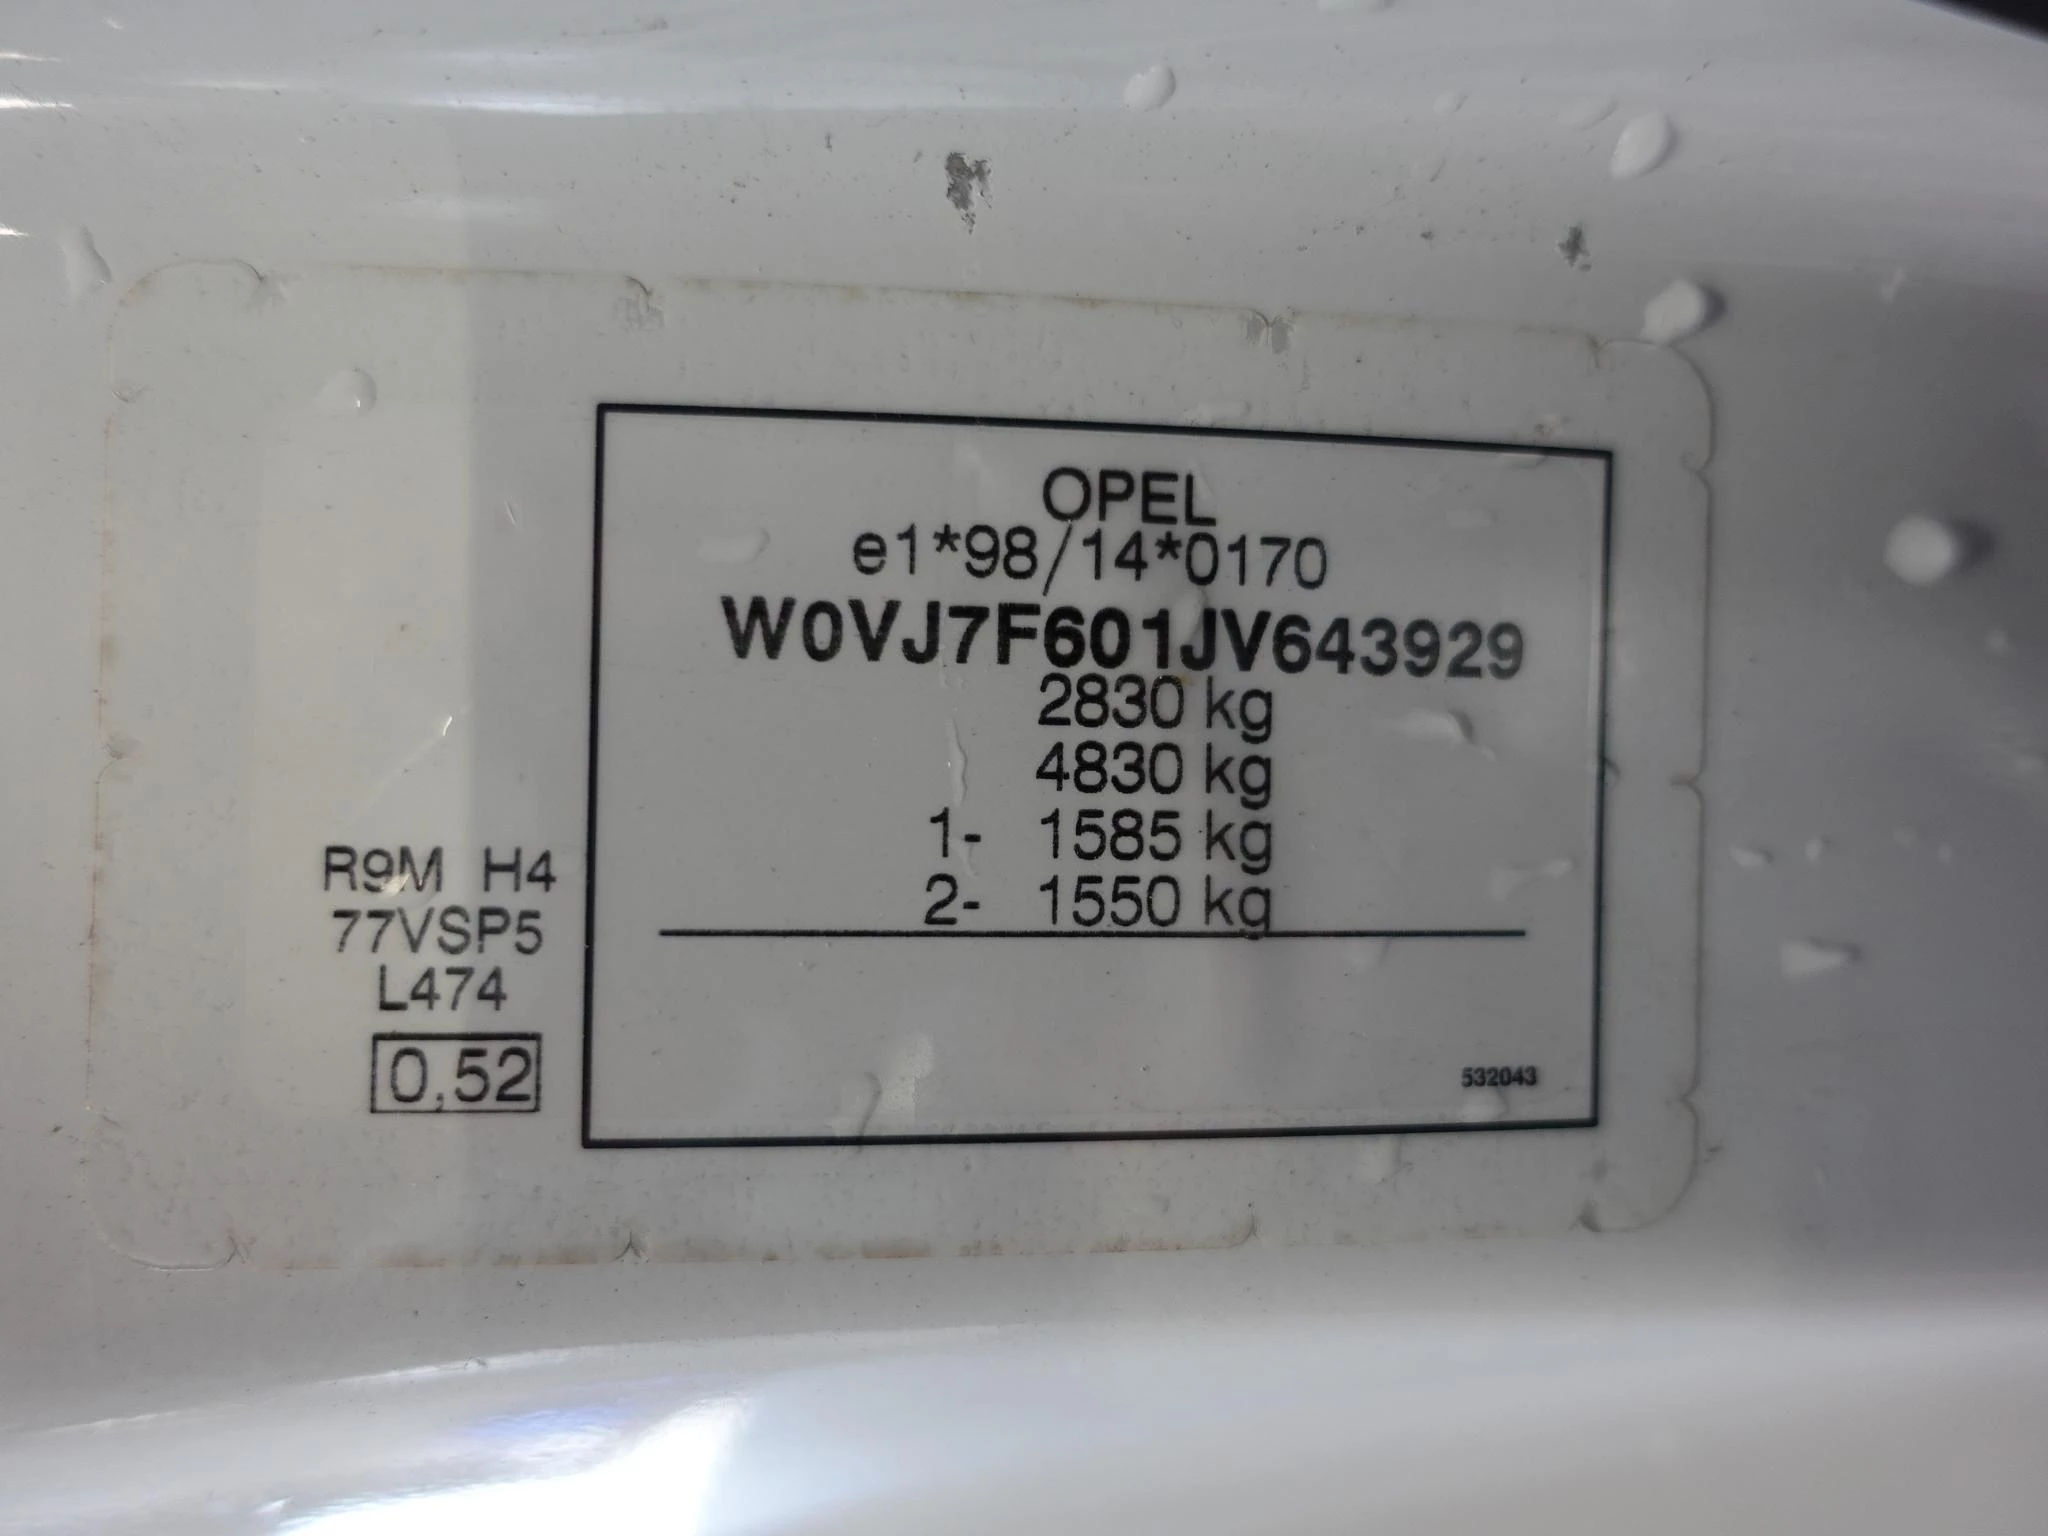 OPEL
e1*98/14*0170
W0VJ7F601JV643929
2830 kg
4830 kg
1- 1585 kg
2- 1550 kg
R9M H4
77VSP5
L474
0,52
532043